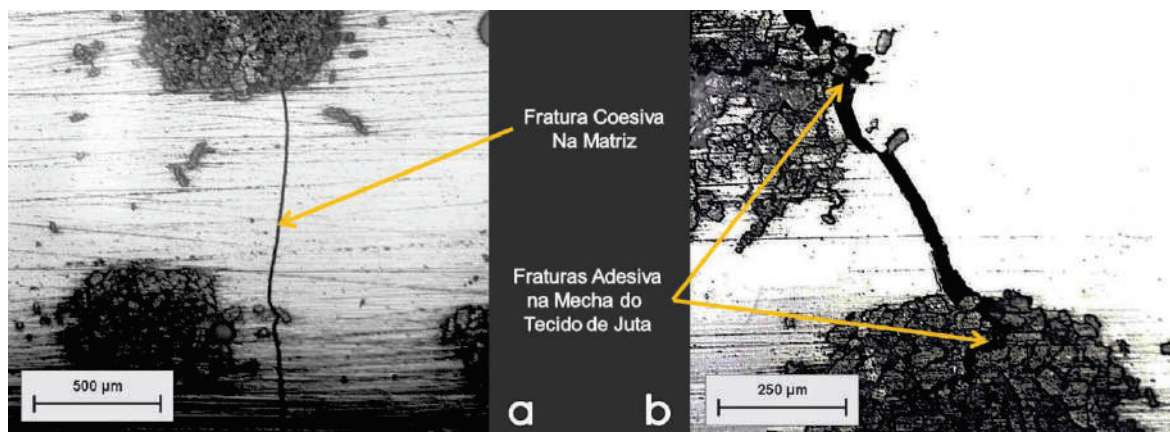 Fratura Coesiva
Na Matriz
Fraturas Adesiva
na Mecha do
Tecido de Juta
500 µm
a
b
250 µm